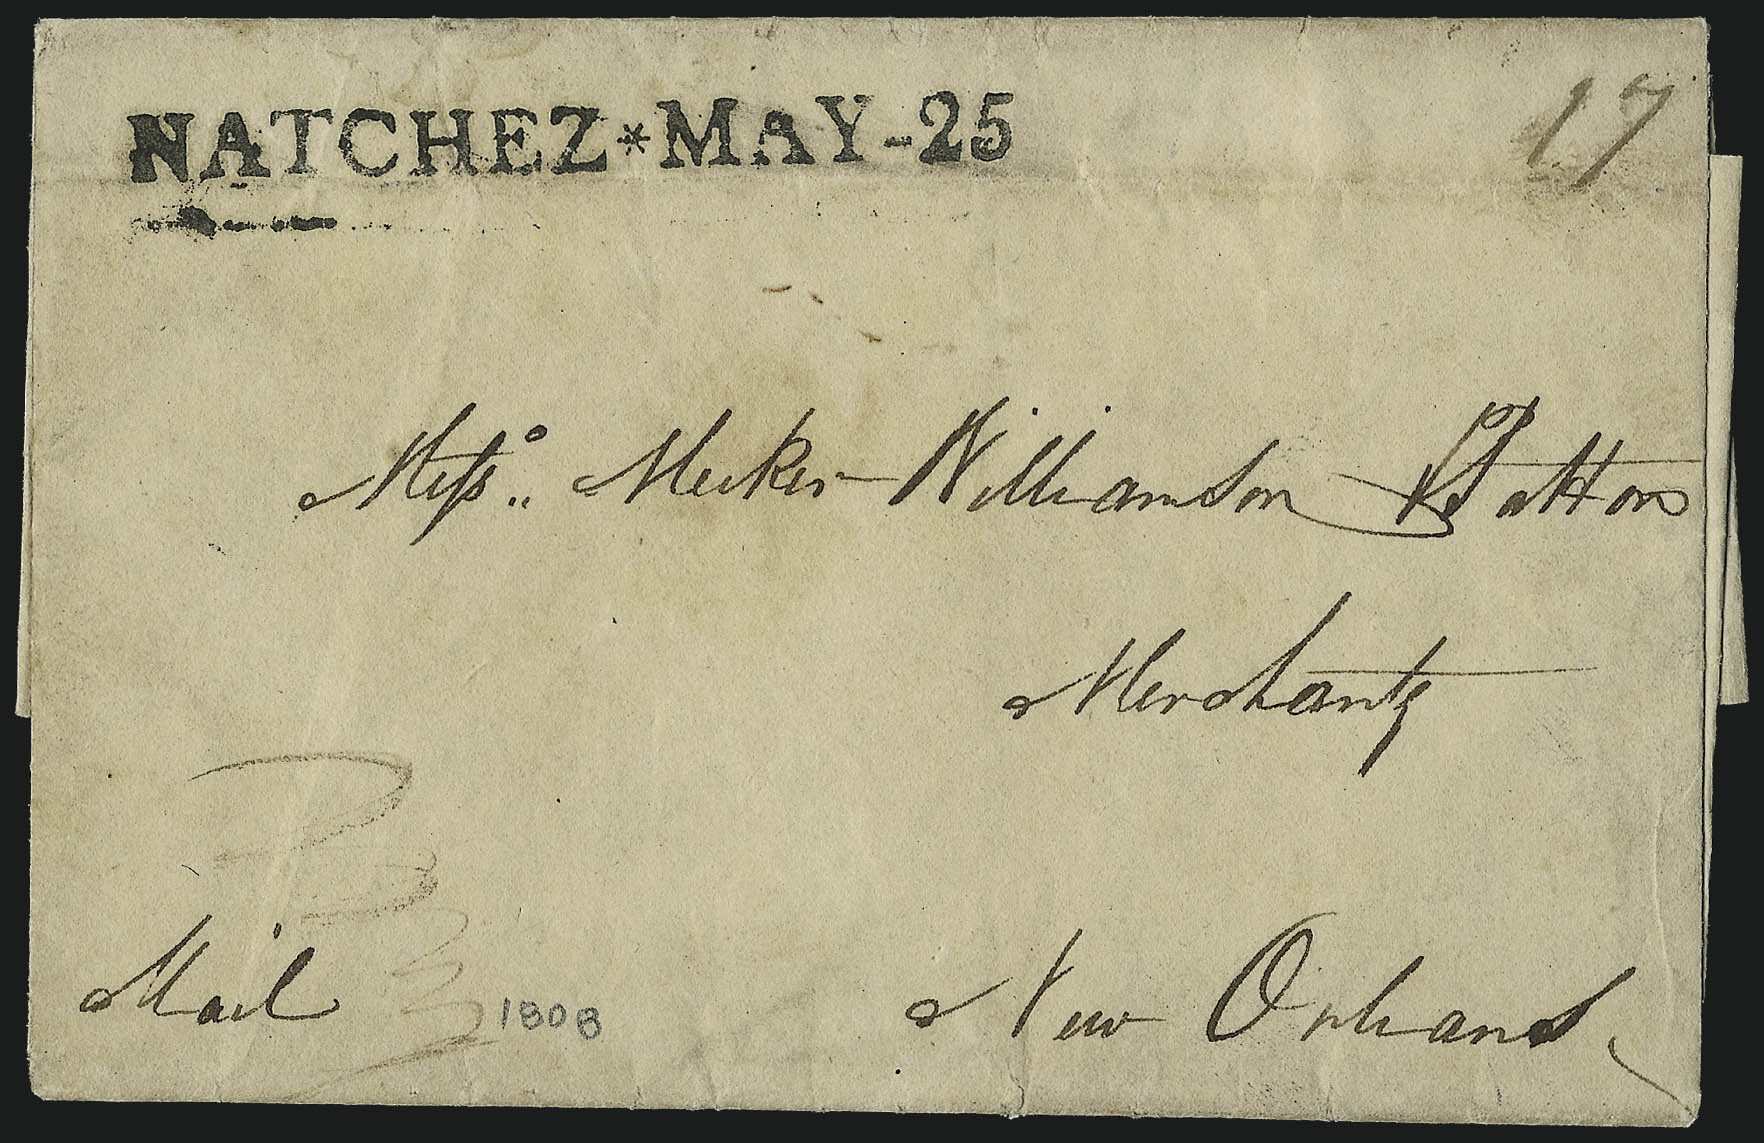 NATCHEZ*MAY-25
17
Messrs. Meeker Williamson & Patton
Merchants
Mail
1808
New Orleans